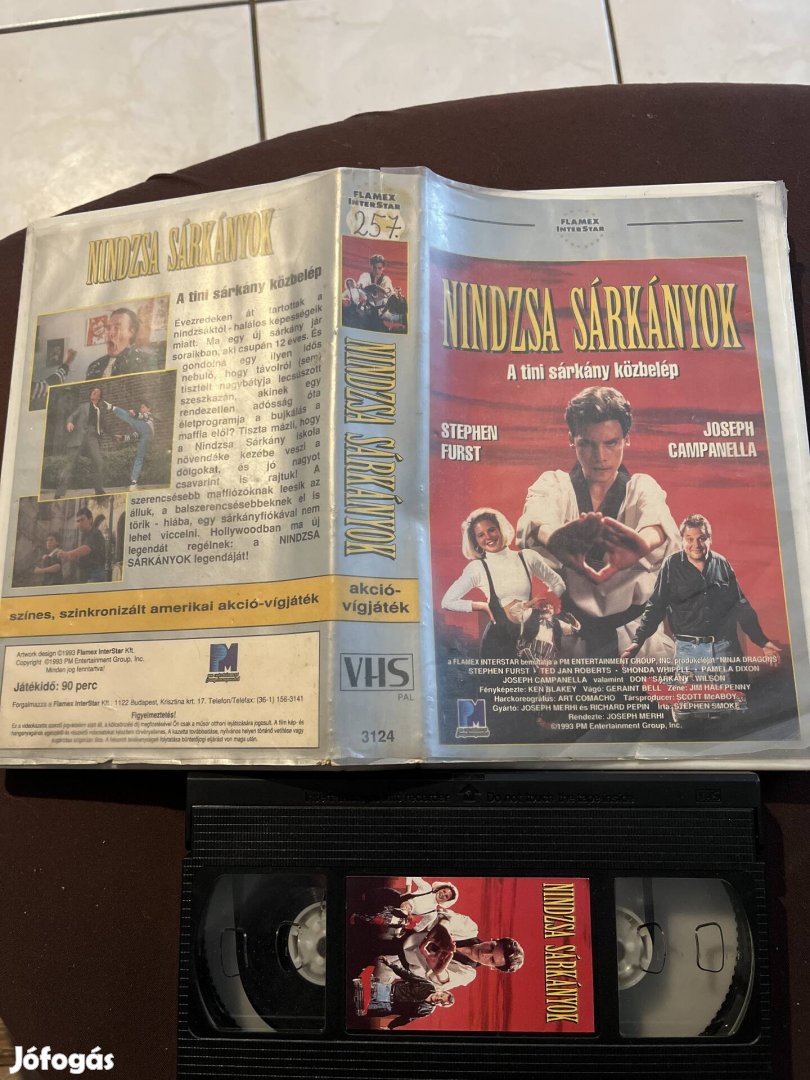 NINDZSA SÁRKÁNYOK
A tini sárkány közbelép
Évezredeken át tartottak a
nindzsáktól - halálos képességeik
miatt. Ma egy új sárkány jár
soraikban, aki csupán 12 éves. És
gondolná egy ilyen idős
nebuló, hogy távolról (sem)
tisztelt nagybátyja lecsúszott
szeszkazán, akinek egy
rendezetlen adósság óta
életprogramja a bujkálás a
maffia elől? Tiszta mázli, hogy
a Nindzsa Sárkány iskola
növendéke kezébe veszi a
dolgokat, és jó nagyot
csavarint is rajtuk! A
szerencsésebb maffiózóknak leesik az
álluk, a balszerencsésebbeknek el is
törik - hiába, egy sárkányfiókával nem
lehet viccelni. Hollywoodban ma új
legendát regélnek: a NINDZSA
SÁRKÁNYOK legendáját!
színes, szinkronizált amerikai akció-vígjáték
Artwork design ©1993 Flamex InterStar Kft.
Copyright ©1993 PM Entertainment Group, Inc.
Minden jog fenntartva!
Játékidő: 90 perc
PM
Forgalmazza a Flamex InterStar Kft., 1122 Budapest, Krisztina krt. 17. Telefon/Telefax: (36-1) 156-3141
Figyelmeztetés!
FLAMEX
INTERSTAR
257.
NINDZSA SÁRKÁNYOK
akció-
vígjáték
VHS
PAL
3124
FLAMEX
INTERSTAR
NINDZSA SÁRKÁNYOK
A tini sárkány közbelép
STEPHEN
FURST
JOSEPH
CAMPANELLA
a FLAMEX INTERSTAR bemutatja a PM ENTERTAINMENT GROUP, INC. produkcióját: "NINJA DRAGONS"
STEPHEN FURST • TED JAN ROBERTS • SHONDA WHIPPLE • PAMELA DIXON
JOSEPH CAMPANELLA valamint DON "SÁRKÁNY" WILSON
Fényképezte: KEN BLAKEY Vágó: GERAINT BELL Zene: JIM HALFPENNY
Harckoreográfus: ART COMACHO Társproducer: SCOTT McABOY
Gyártó: JOSEPH MERHI és RICHARD PEPIN Írta: STEPHEN SMOKE
Rendezte: JOSEPH MERHI
©1993 PM Entertainment Group, Inc.
PM
Do not touch the tape inside
VHS
NINDZSA SÁRKÁNYOK
Jófogás